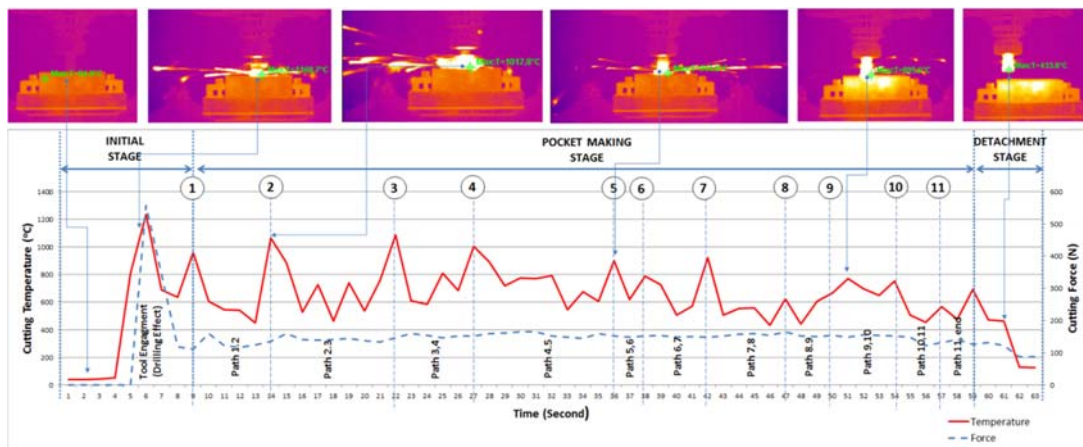 MaxT=1017,8°C
INITIAL
STAGE
POCKET MAKING
STAGE
DETACHMENT
STAGE
1
2
3
4
5
6
7
8
9
10
11
Cutting Temperature (°C)
1400
1200
1000
800
600
400
200
0
Tool Engagment
(Drilling Effect)
Path 1.2
Path 2.3
Path 3,4
Path 4.5
Path 5,6
Path 6,7
Path 7,8
Path 8.9
Path 9,10
Path 10,11
Path 11, end
Cutting Force (N)
600
500
400
300
200
100
0
1 2 3 4 5 6 7 8 9 10 11 12 13 14 15 16 17 18 19 20 21 22 23 24 25 26 27 28 29 30 31 32 33 34 35 36 37 38 39 40 41 42 43 44 45 46 47 48 49 50 51 52 53 54 55 56 57 58 59 60 61 62 63
Time (Second)
Temperature
Force